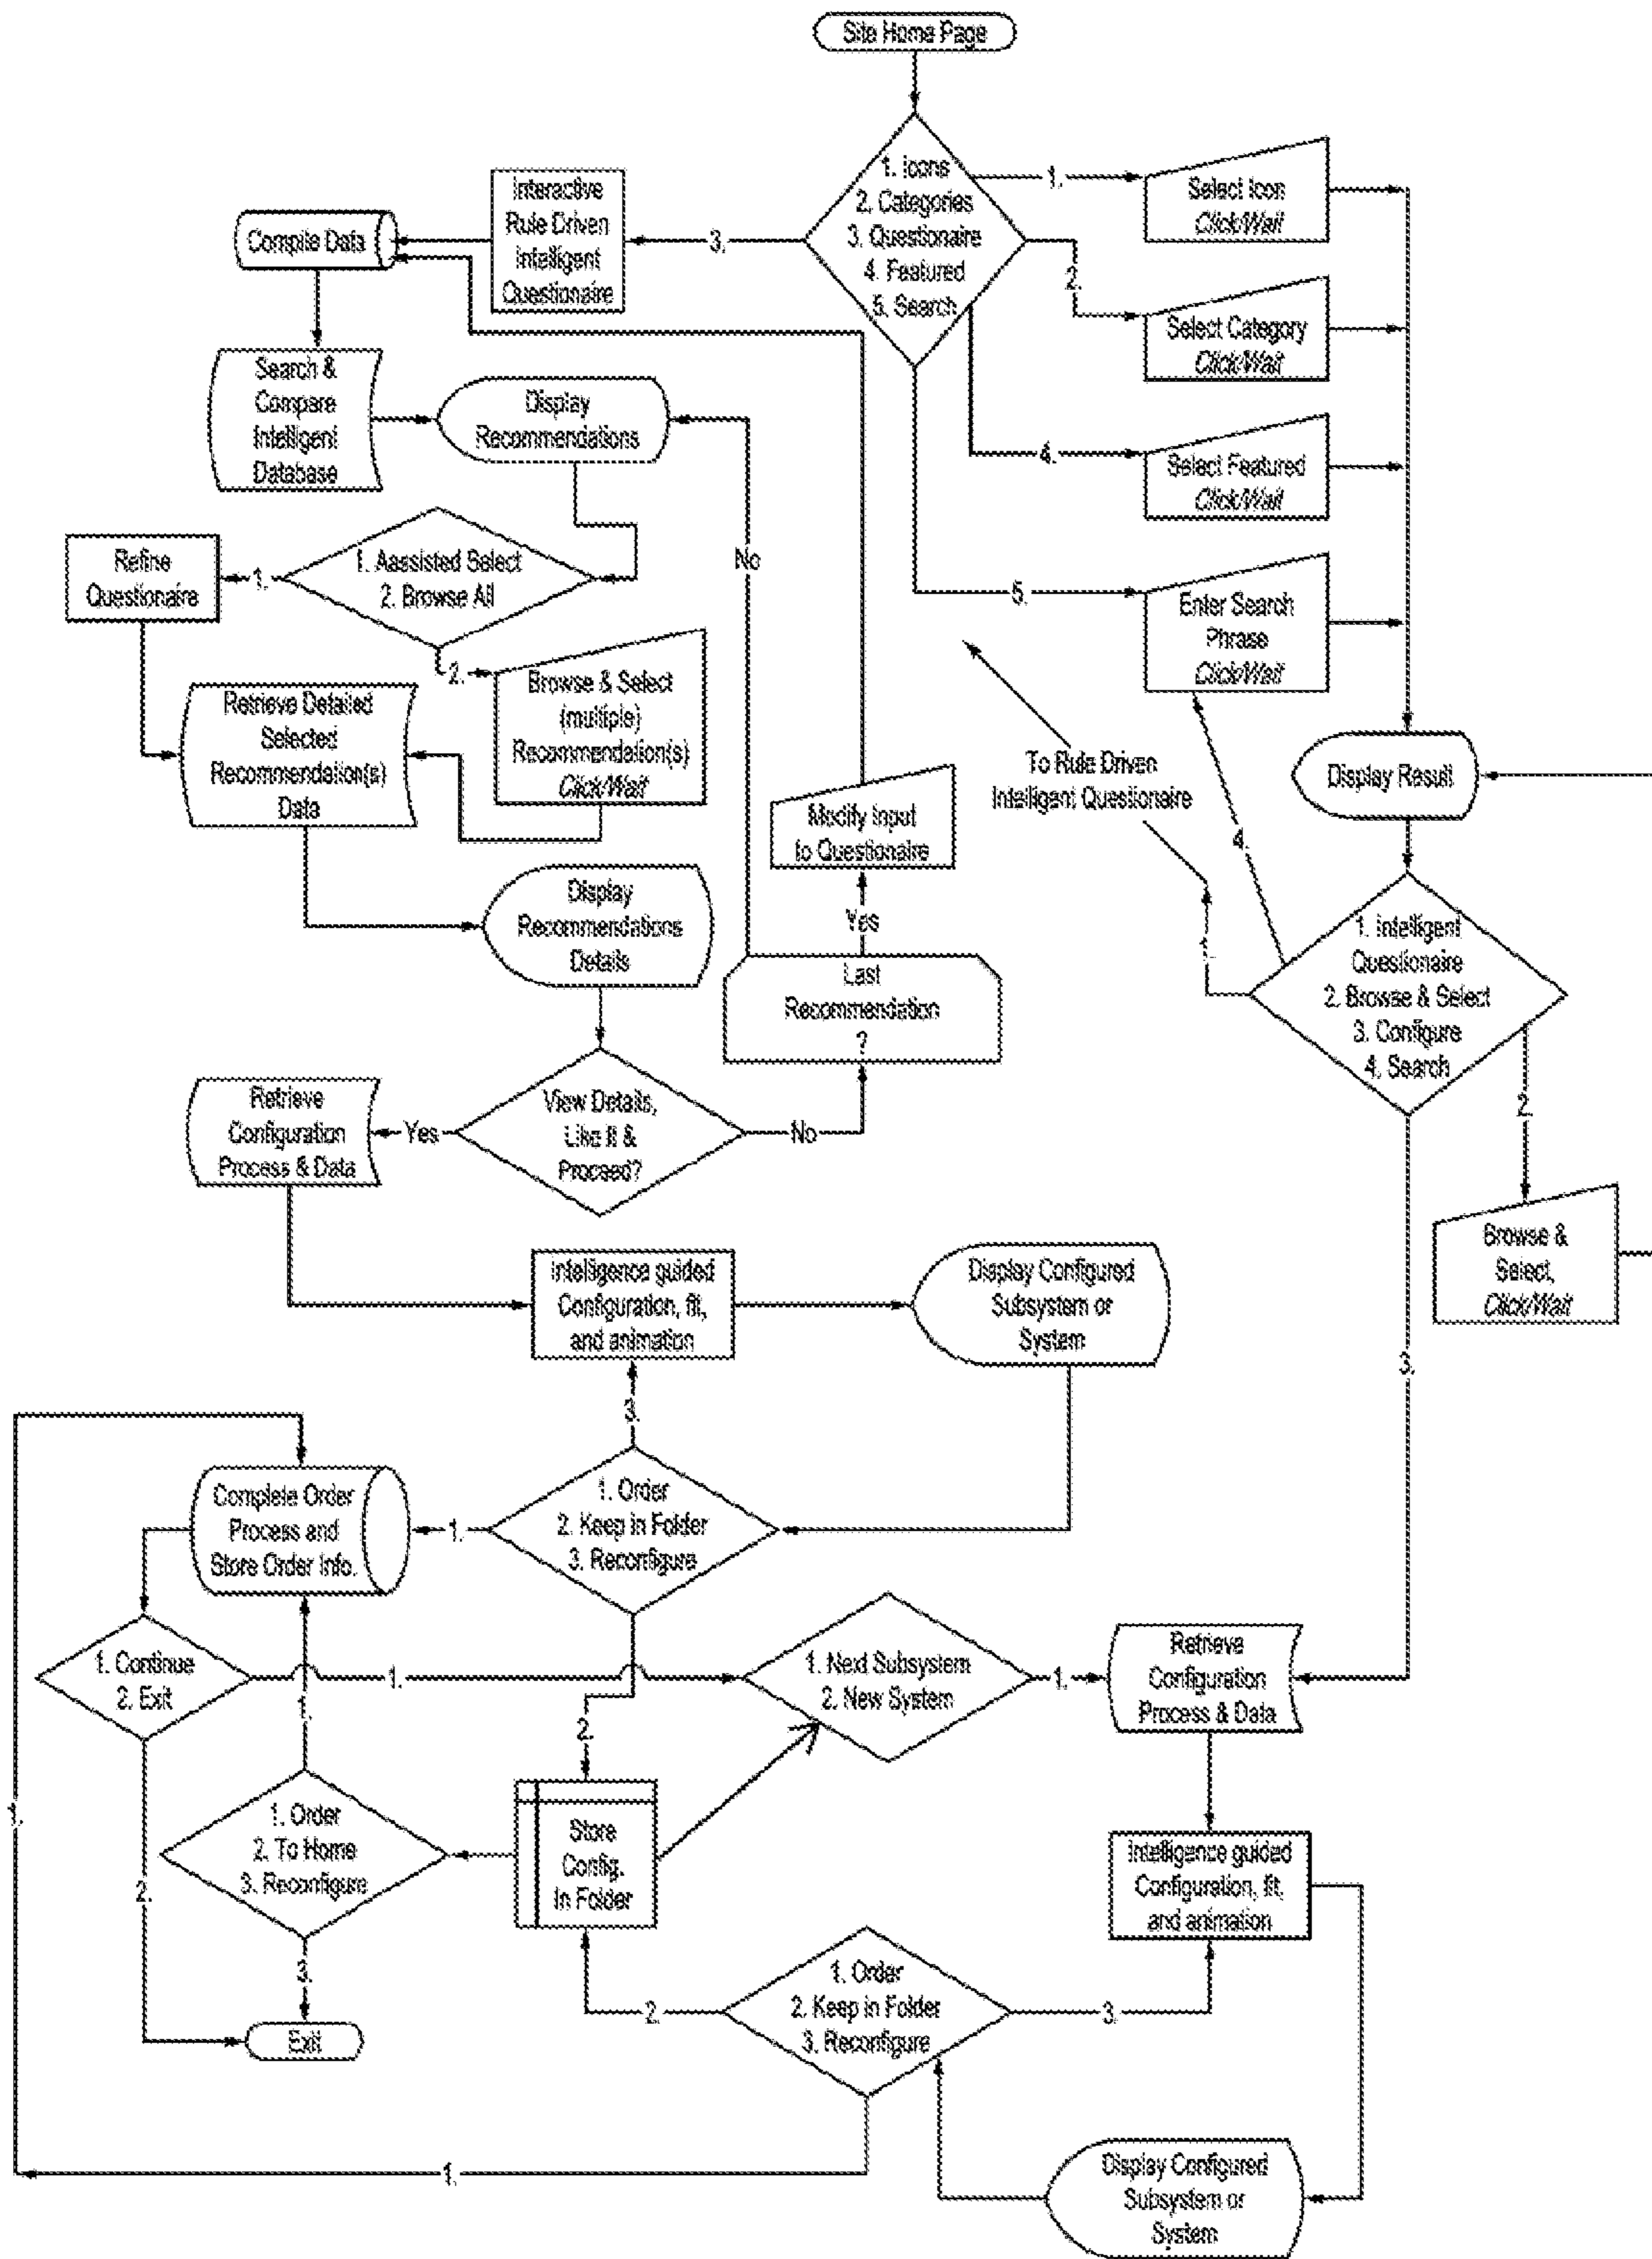 Site Home Page
1. Icons
2. Categories
3. Questionaire
4. Featured
5. Search
1.
2.
3.
4.
5.
Select Icon
Click/Wait
Select Category
Click/Wait
Select Featured
Click/Wait
Enter Search
Phrase
Click/Wait
Interactive
Rule Driven
Intelligent
Questionaire
Compile Data
Search &
Compare
Intelligent
Database
Display
Recommendations
1. Aassisted Select
2. Browse All
1.
2.
Refine
Questionaire
Browse & Select
(multiple)
Recommendation(s)
Click/Wait
Retrieve Detailed
Selected
Recommendation(s)
Data
Display
Recommendations
Details
View Details,
Like It &
Proceed?
Yes
No
Last
Recommendation
?
Yes
No
Modify Input
to Questionaire
To Rule Driven
Intelligent Questionaire
Display Result
1. Intelligent
Questionaire
2. Browse & Select
3. Configure
4. Search
1.
2.
3.
4.
Browse &
Select,
Click/Wait
Retrieve
Configuration
Process & Data
Intelligence guided
Configuration, fit,
and animation
Display Configured
Subsystem or
System
1. Order
2. Keep in Folder
3. Reconfigure
1.
2.
3.
Complete Order
Process and
Store Order Info.
1. Continue
2. Exit
1.
2.
1. Next Subsystem
2. New System
1.
Retrieve
Configuration
Process & Data
1. Order
2. To Home
3. Reconfigure
1.
3.
Store
Config.
In Folder
Intelligence guided
Configuration, fit,
and animation
1. Order
2. Keep in Folder
3. Reconfigure
2.
3.
1.
1.
Exit
Display Configured
Subsystem or
System